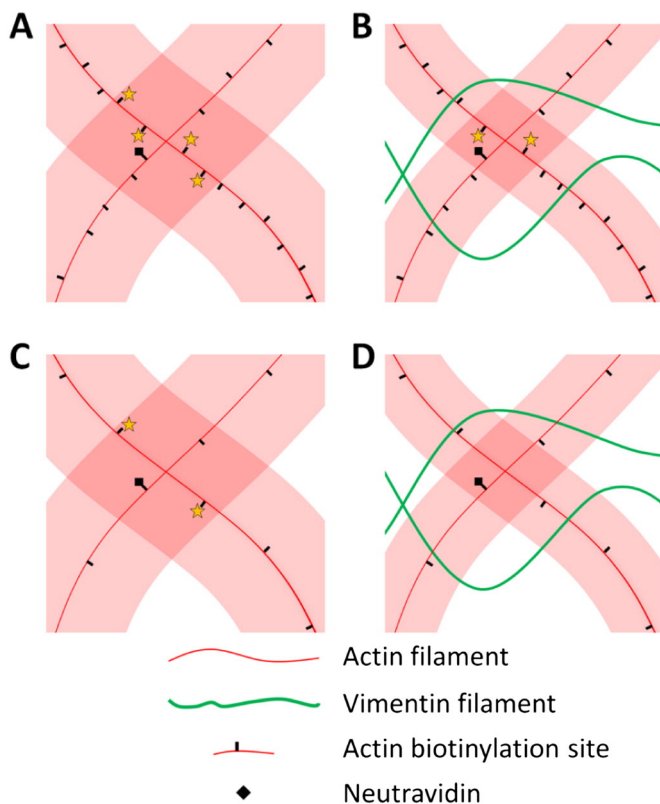 A
B
C
D
Actin filament
Vimentin filament
Actin biotinylation site
Neutravidin